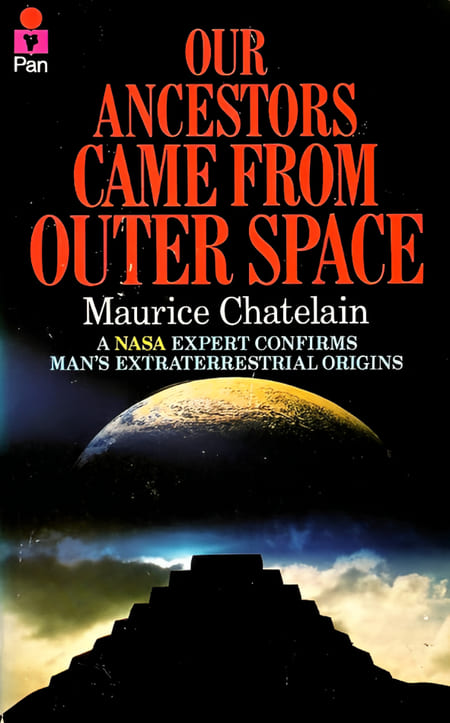 Pan
OUR
ANCESTORS
CAME FROM
OUTER SPACE
Maurice Chatelain
A NASA EXPERT CONFIRMS
MAN'S EXTRATERRESTRIAL ORIGINS